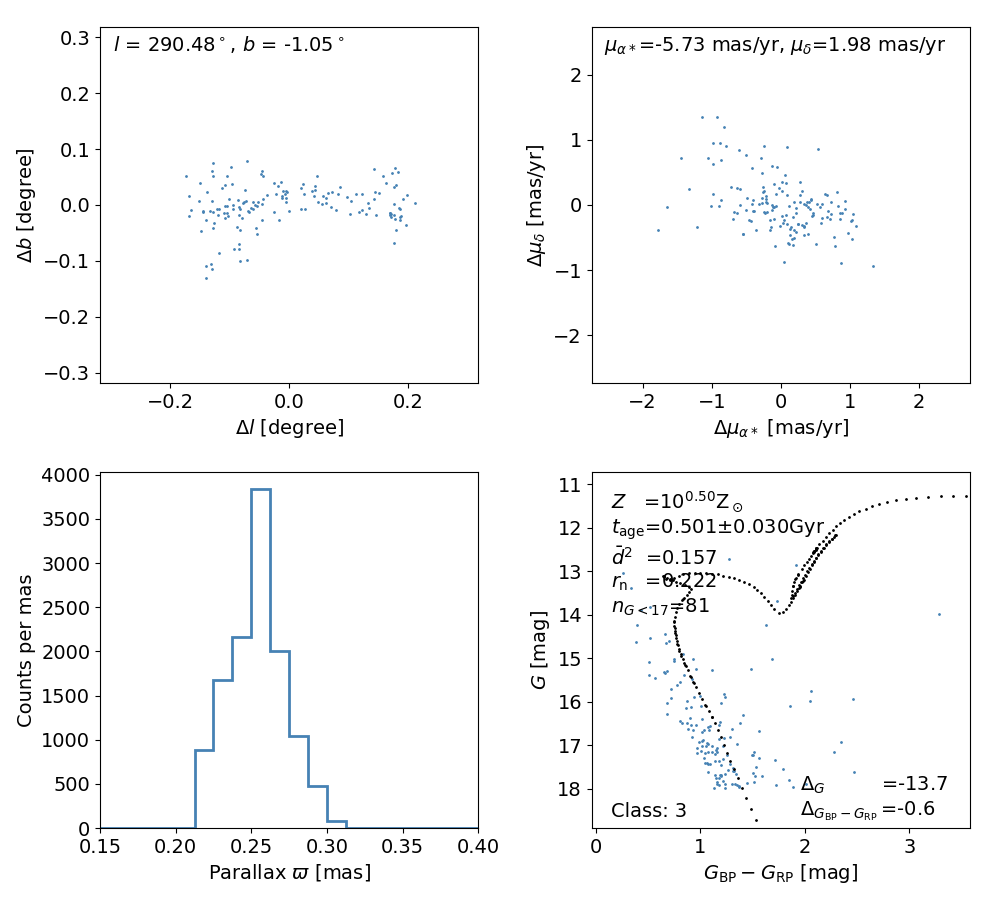 l = 290.48°, b = -1.05°
0.3
0.2
0.1
0.0
−0.1
−0.2
−0.3
Δb [degree]
−0.2 0.0 0.2
Δl [degree]
μα*=-5.73 mas/yr, μδ=1.98 mas/yr
2
1
0
−1
−2
Δμδ [mas/yr]
−2 −1 0 1 2
Δμα* [mas/yr]
4000
3500
3000
2500
2000
1500
1000
500
0
Counts per mas
0.15 0.20 0.25 0.30 0.35 0.40
Parallax ϖ [mas]
11
12
13
14
15
16
17
18
G [mag]
Z =10^0.50 Z⊙
t_age=0.501±0.030Gyr
d̄² =0.157
r_n =0.222
n_G<17=81
Δ_G =-13.7
Δ_GBP−GRP =-0.6
Class: 3
0 1 2 3
G_BP − G_RP [mag]